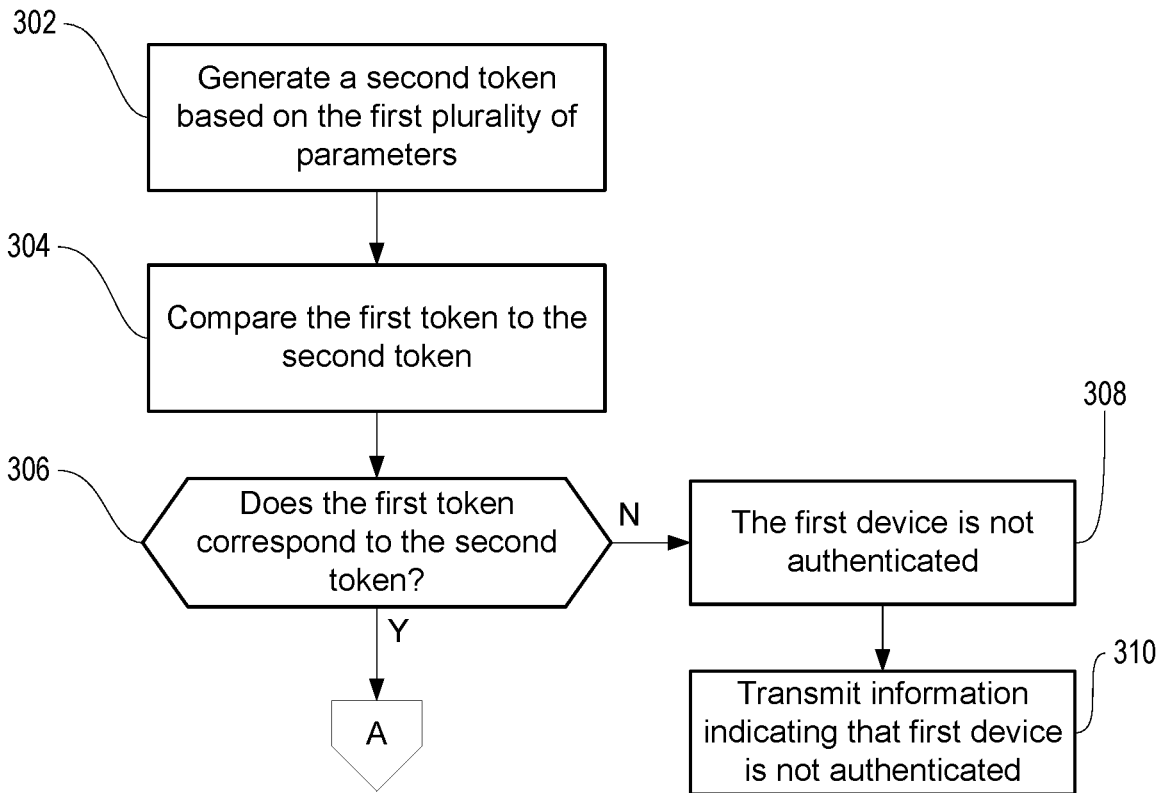 302
Generate a second token
based on the first plurality of
parameters
304
Compare the first token to the
second token
306
Does the first token
correspond to the second
token?
N
308
The first device is not
authenticated
Y
310
Transmit information
indicating that first device
is not authenticated
A